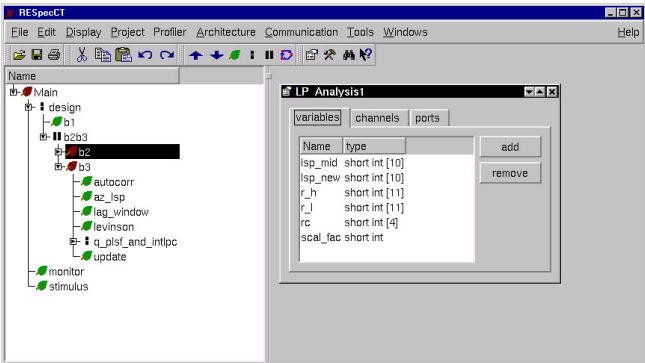 RESpecCT
File Edit Display Project Profiler Architecture Communication Tools Windows Help
Name
Main
design
b1
b2b3
b2
b3
autocorr
az_lsp
lag_window
levinson
q_plsf_and_intlpc
update
monitor
stimulus
LP_Analysis1
variables channels ports
Name type
lsp_mid short int [10]
lsp_new short int [10]
r_h short int [11]
r_l short int [11]
rc short int [4]
scal_fac short int
add
remove